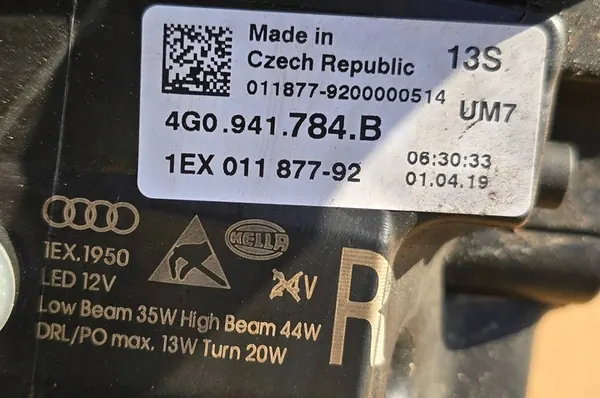 Made in
Czech Republic
13S
011877-9200000514
UM7
4G0.941.784.B
1EX 011 877-92
06:30:33
01.04.19
1EX.1950
HELLA
LED 12V
24V
Low Beam 35W High Beam 44W
DRL/PO max. 13W Turn 20W
R